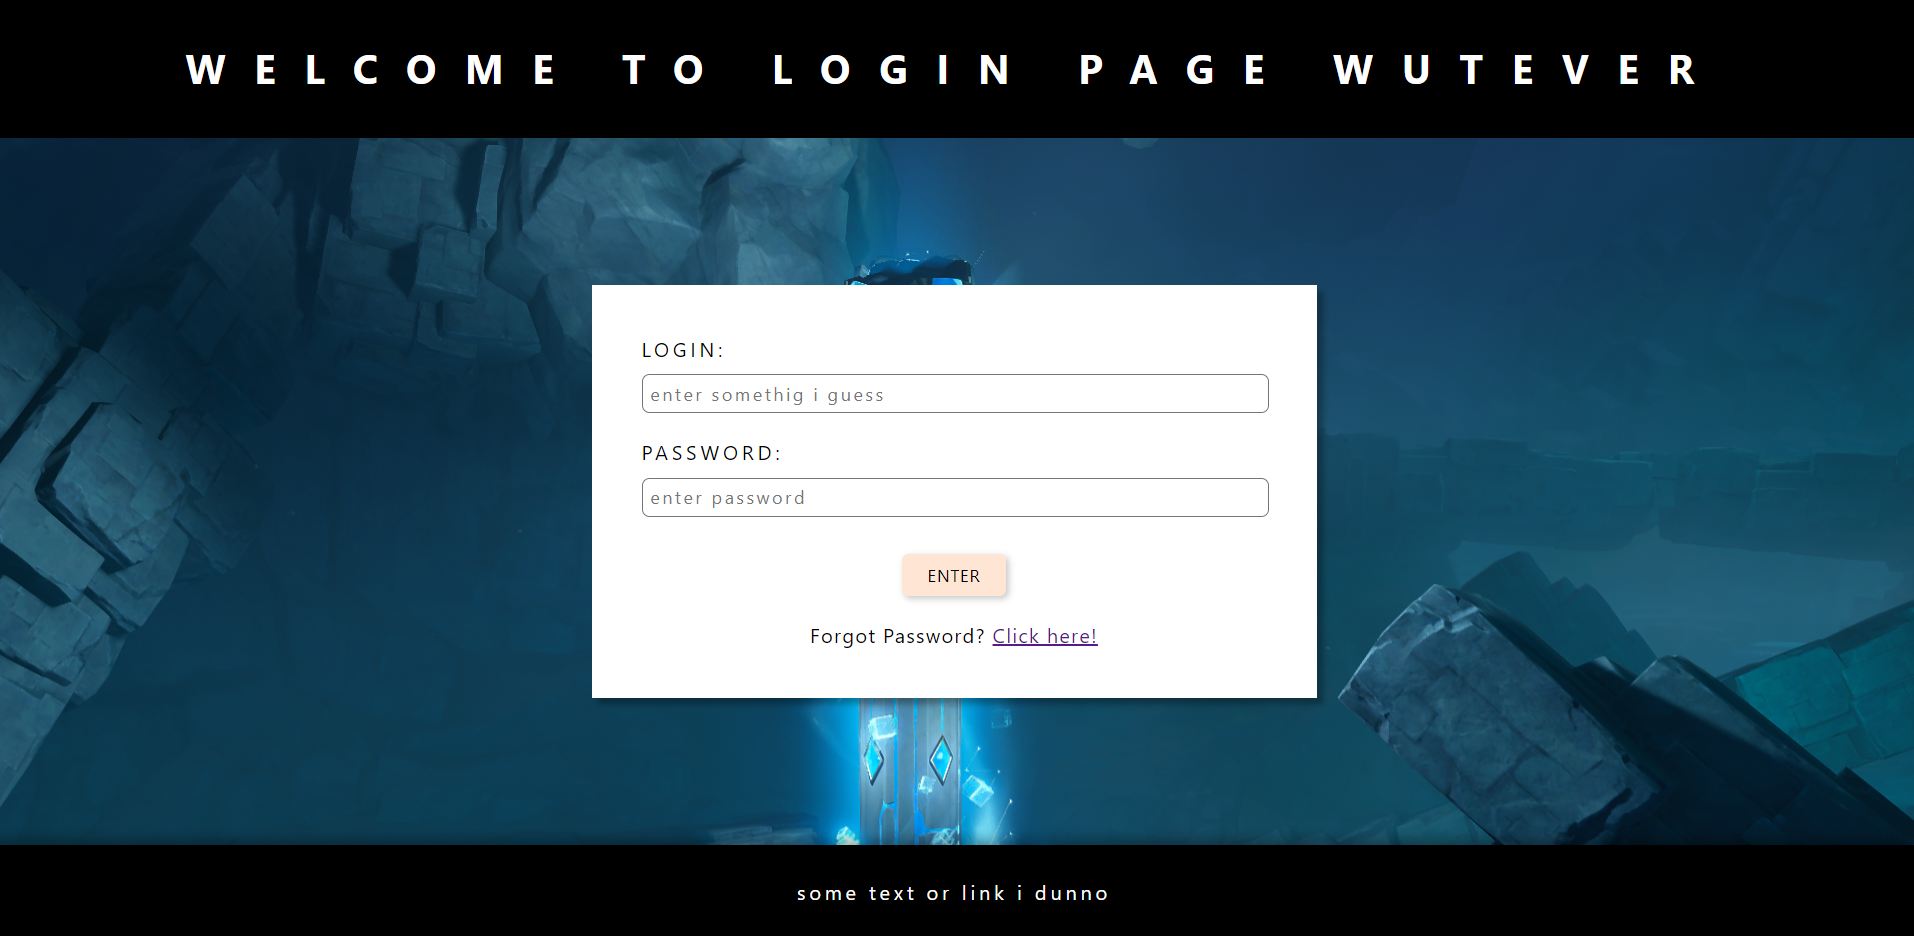 WELCOME TO LOGIN PAGE WUTEVER
LOGIN:
enter somethig i guess
PASSWORD:
enter password
ENTER
Forgot Password? Click here!
some text or link i dunno